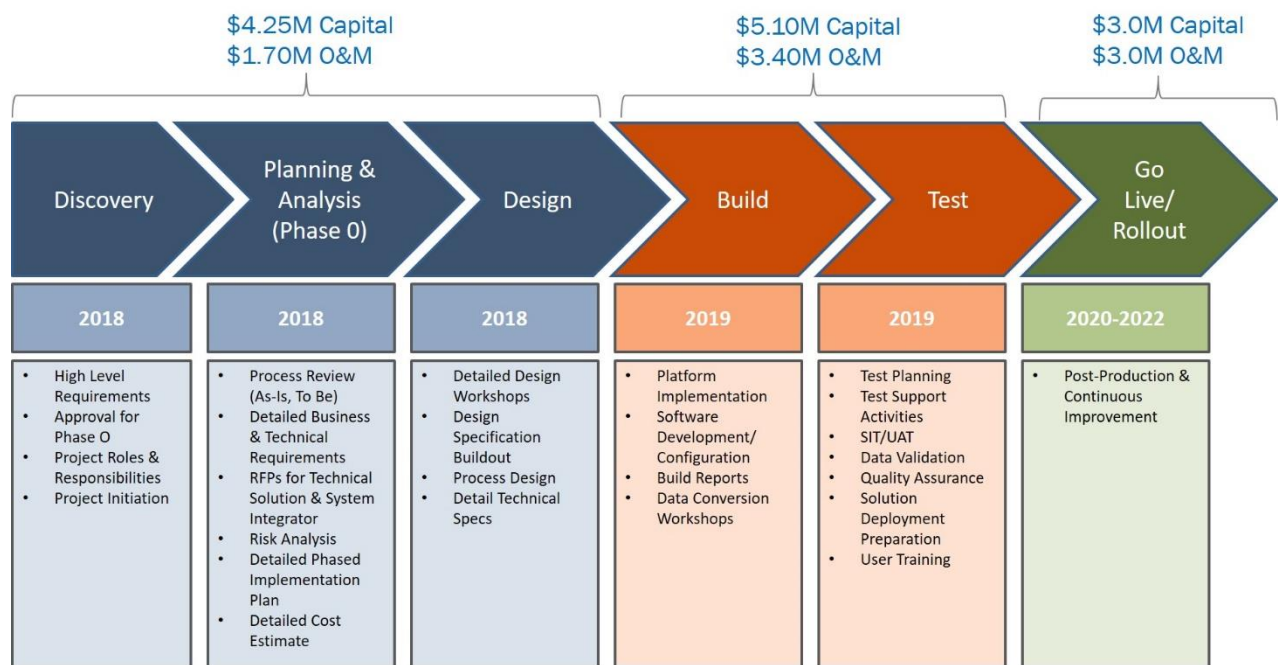 $4.25M Capital
$1.70M O&M
$5.10M Capital
$3.40M O&M
$3.0M Capital
$3.0M O&M
Discovery
Planning &
Analysis
(Phase 0)
Design
Build
Test
Go
Live/
Rollout
2018
2018
2018
2019
2019
2020-2022
• High Level
Requirements
• Approval for
Phase O
• Project Roles &
Responsibilities
• Project Initiation
• Process Review
(As-Is, To Be)
• Detailed Business
& Technical
Requirements
• RFPs for Technical
Solution & System
Integrator
• Risk Analysis
• Detailed Phased
Implementation
Plan
• Detailed Cost
Estimate
• Detailed Design
Workshops
• Design
Specification
Buildout
• Process Design
• Detail Technical
Specs
• Platform
Implementation
• Software
Development/
Configuration
• Build Reports
• Data Conversion
Workshops
• Test Planning
• Test Support
Activities
• SIT/UAT
• Data Validation
• Quality Assurance
• Solution
Deployment
Preparation
• User Training
• Post-Production &
Continuous
Improvement